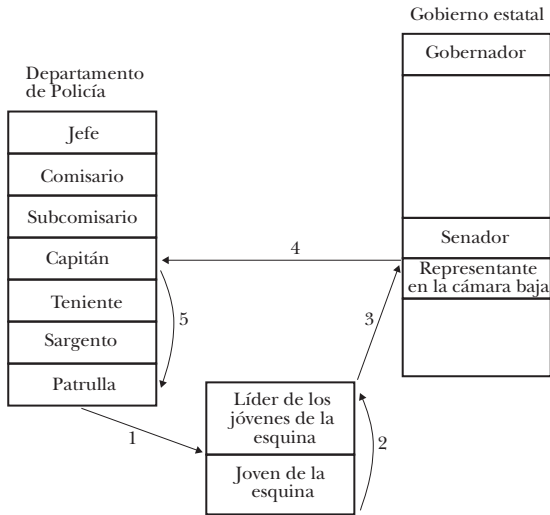 Gobierno estatal
Gobernador
Departamento
de Policía
Jefe
Comisario
Subcomisario
Senador
Capitán
4
Representante
en la cámara baja
Teniente
5
3
Sargento
Patrulla
Líder de los
jóvenes de la
esquina
1
2
Joven de la
esquina